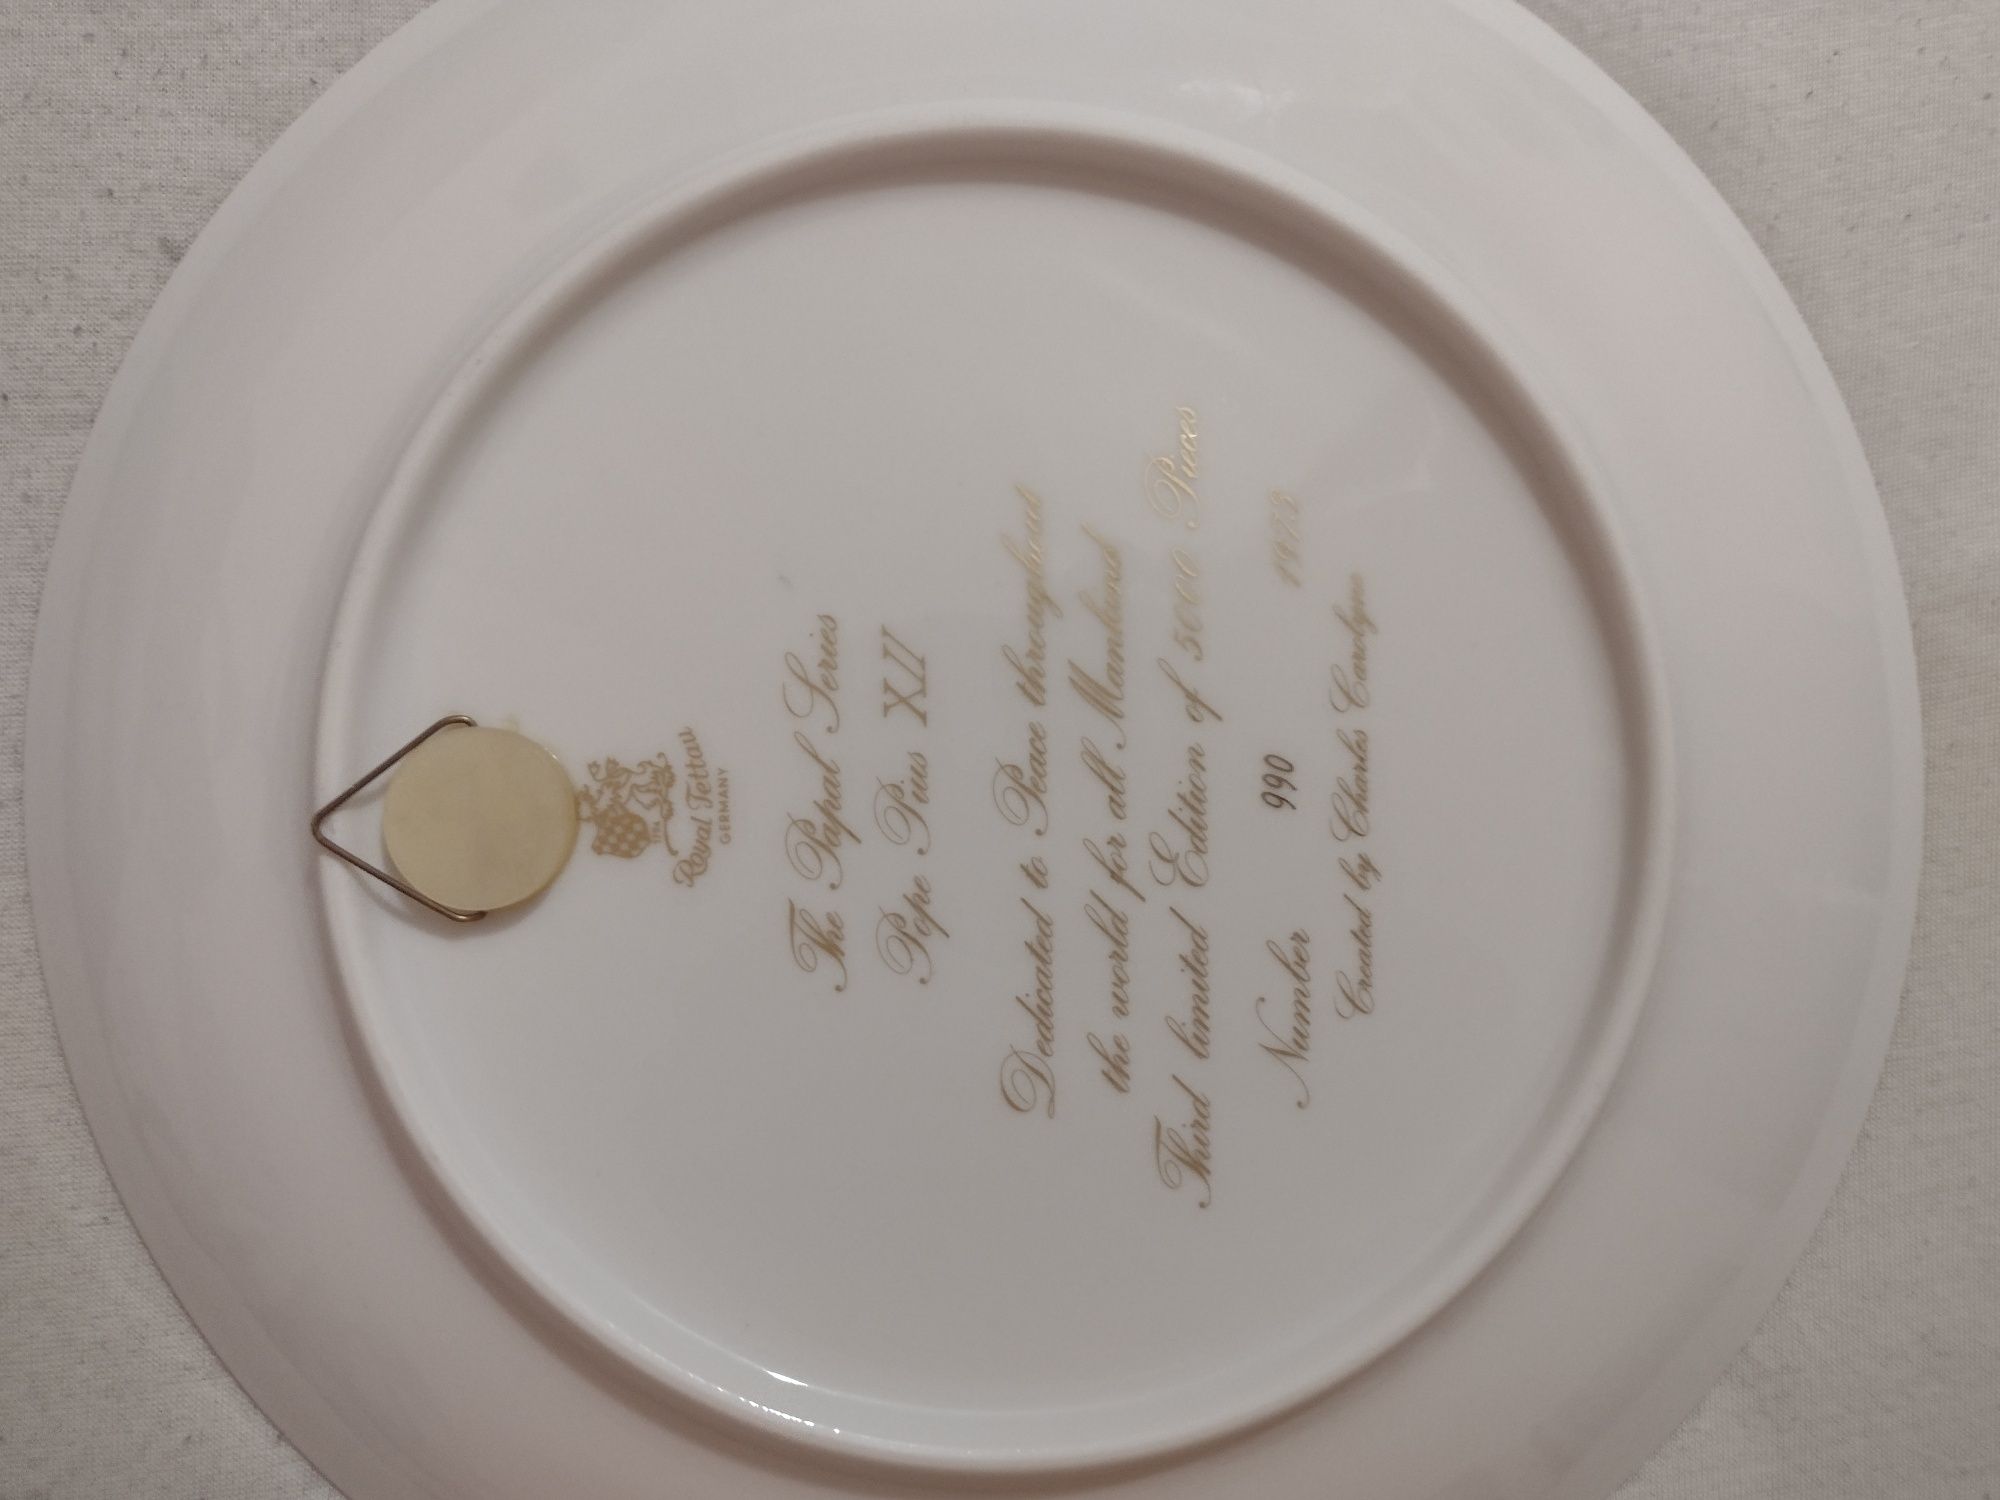 Royal Tettau
GERMANY
The Papal Series
Pope Pius XII
Dedicated to Peace throughout
the world for all Mankind
Third limited Edition of 5000 Pieces
Number 990 1973
Created by Charles Carolyne